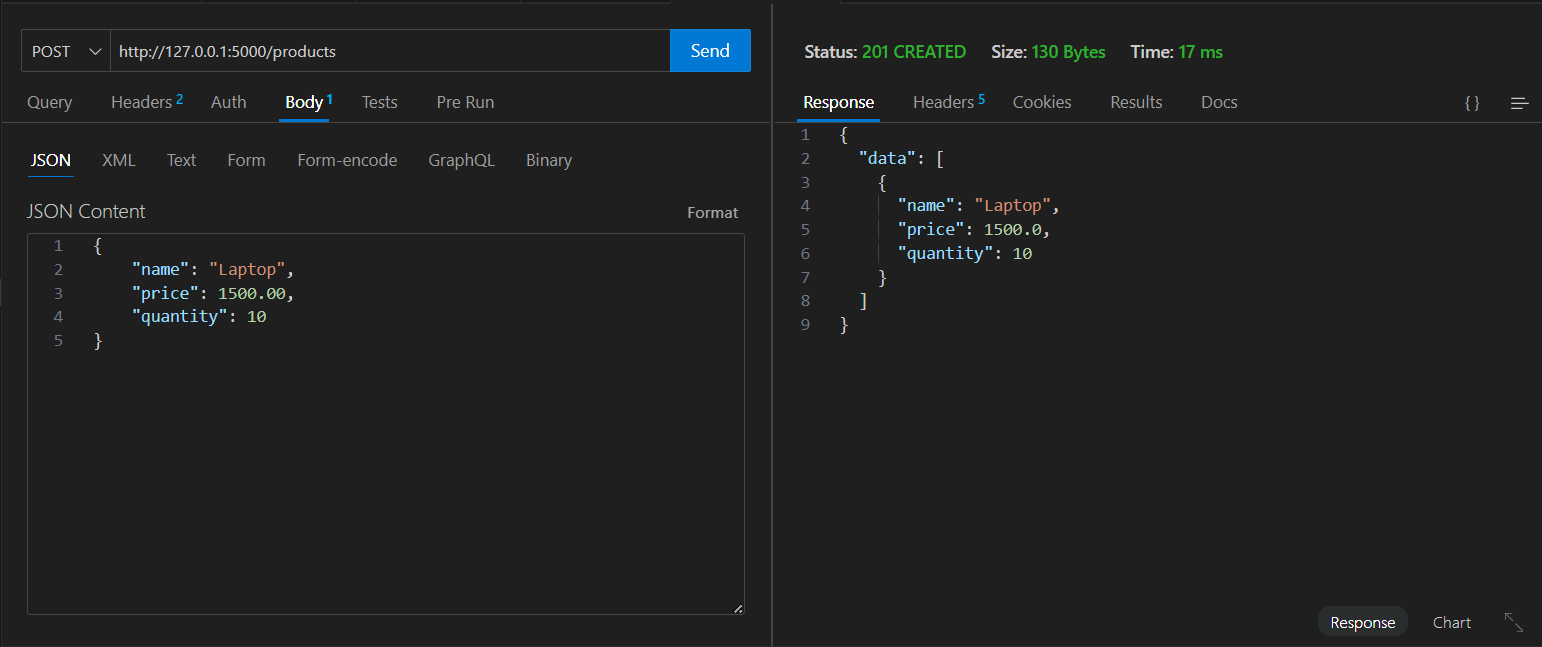 POST http://127.0.0.1:5000/products Send
Query Headers 2 Auth Body 1 Tests Pre Run
JSON XML Text Form Form-encode GraphQL Binary
JSON Content Format
1 {
2     "name": "Laptop",
3     "price": 1500.00,
4     "quantity": 10
5 }
Status: 201 CREATED Size: 130 Bytes Time: 17 ms
Response Headers 5 Cookies Results Docs { }
1 {
2   "data": [
3     {
4       "name": "Laptop",
5       "price": 1500.0,
6       "quantity": 10
7     }
8   ]
9 }
Response Chart